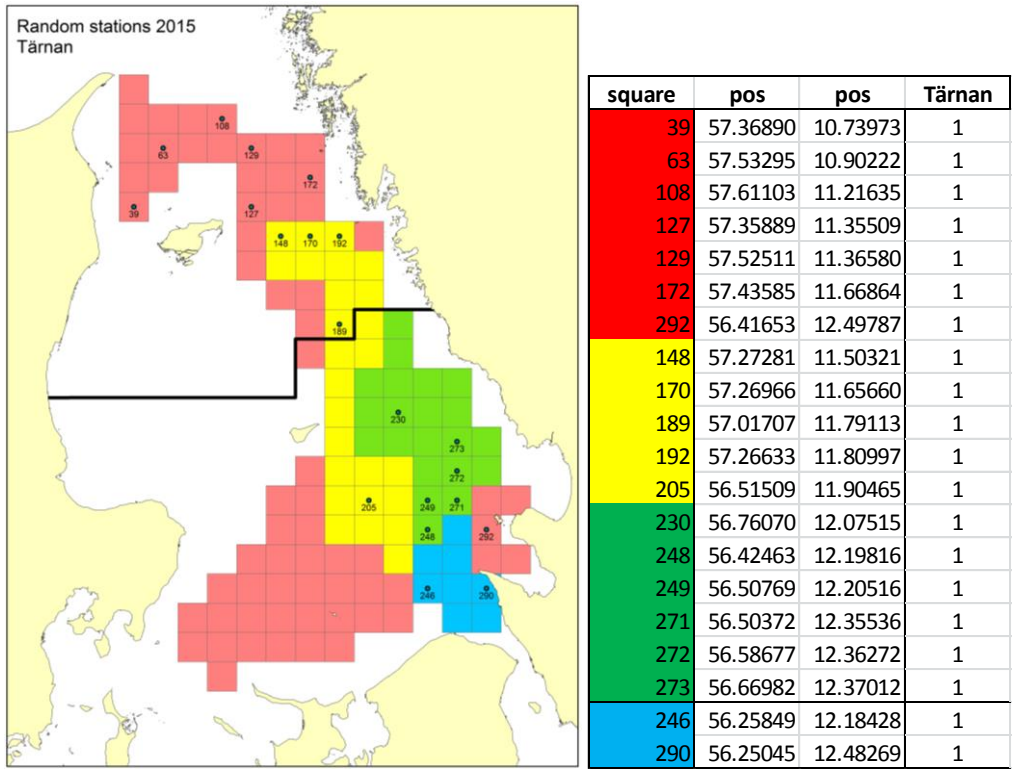 Random stations 2015
Tärnan
108
63
129
172
39
127
148 170 192
189
230
273
272
205 249 271
248 292
246 290
square pos pos Tärnan
39 57.36890 10.73973 1
63 57.53295 10.90222 1
108 57.61103 11.21635 1
127 57.35889 11.35509 1
129 57.52511 11.36580 1
172 57.43585 11.66864 1
292 56.41653 12.49787 1
148 57.27281 11.50321 1
170 57.26966 11.65660 1
189 57.01707 11.79113 1
192 57.26633 11.80997 1
205 56.51509 11.90465 1
230 56.76070 12.07515 1
248 56.42463 12.19816 1
249 56.50769 12.20516 1
271 56.50372 12.35536 1
272 56.58677 12.36272 1
273 56.66982 12.37012 1
246 56.25849 12.18428 1
290 56.25045 12.48269 1